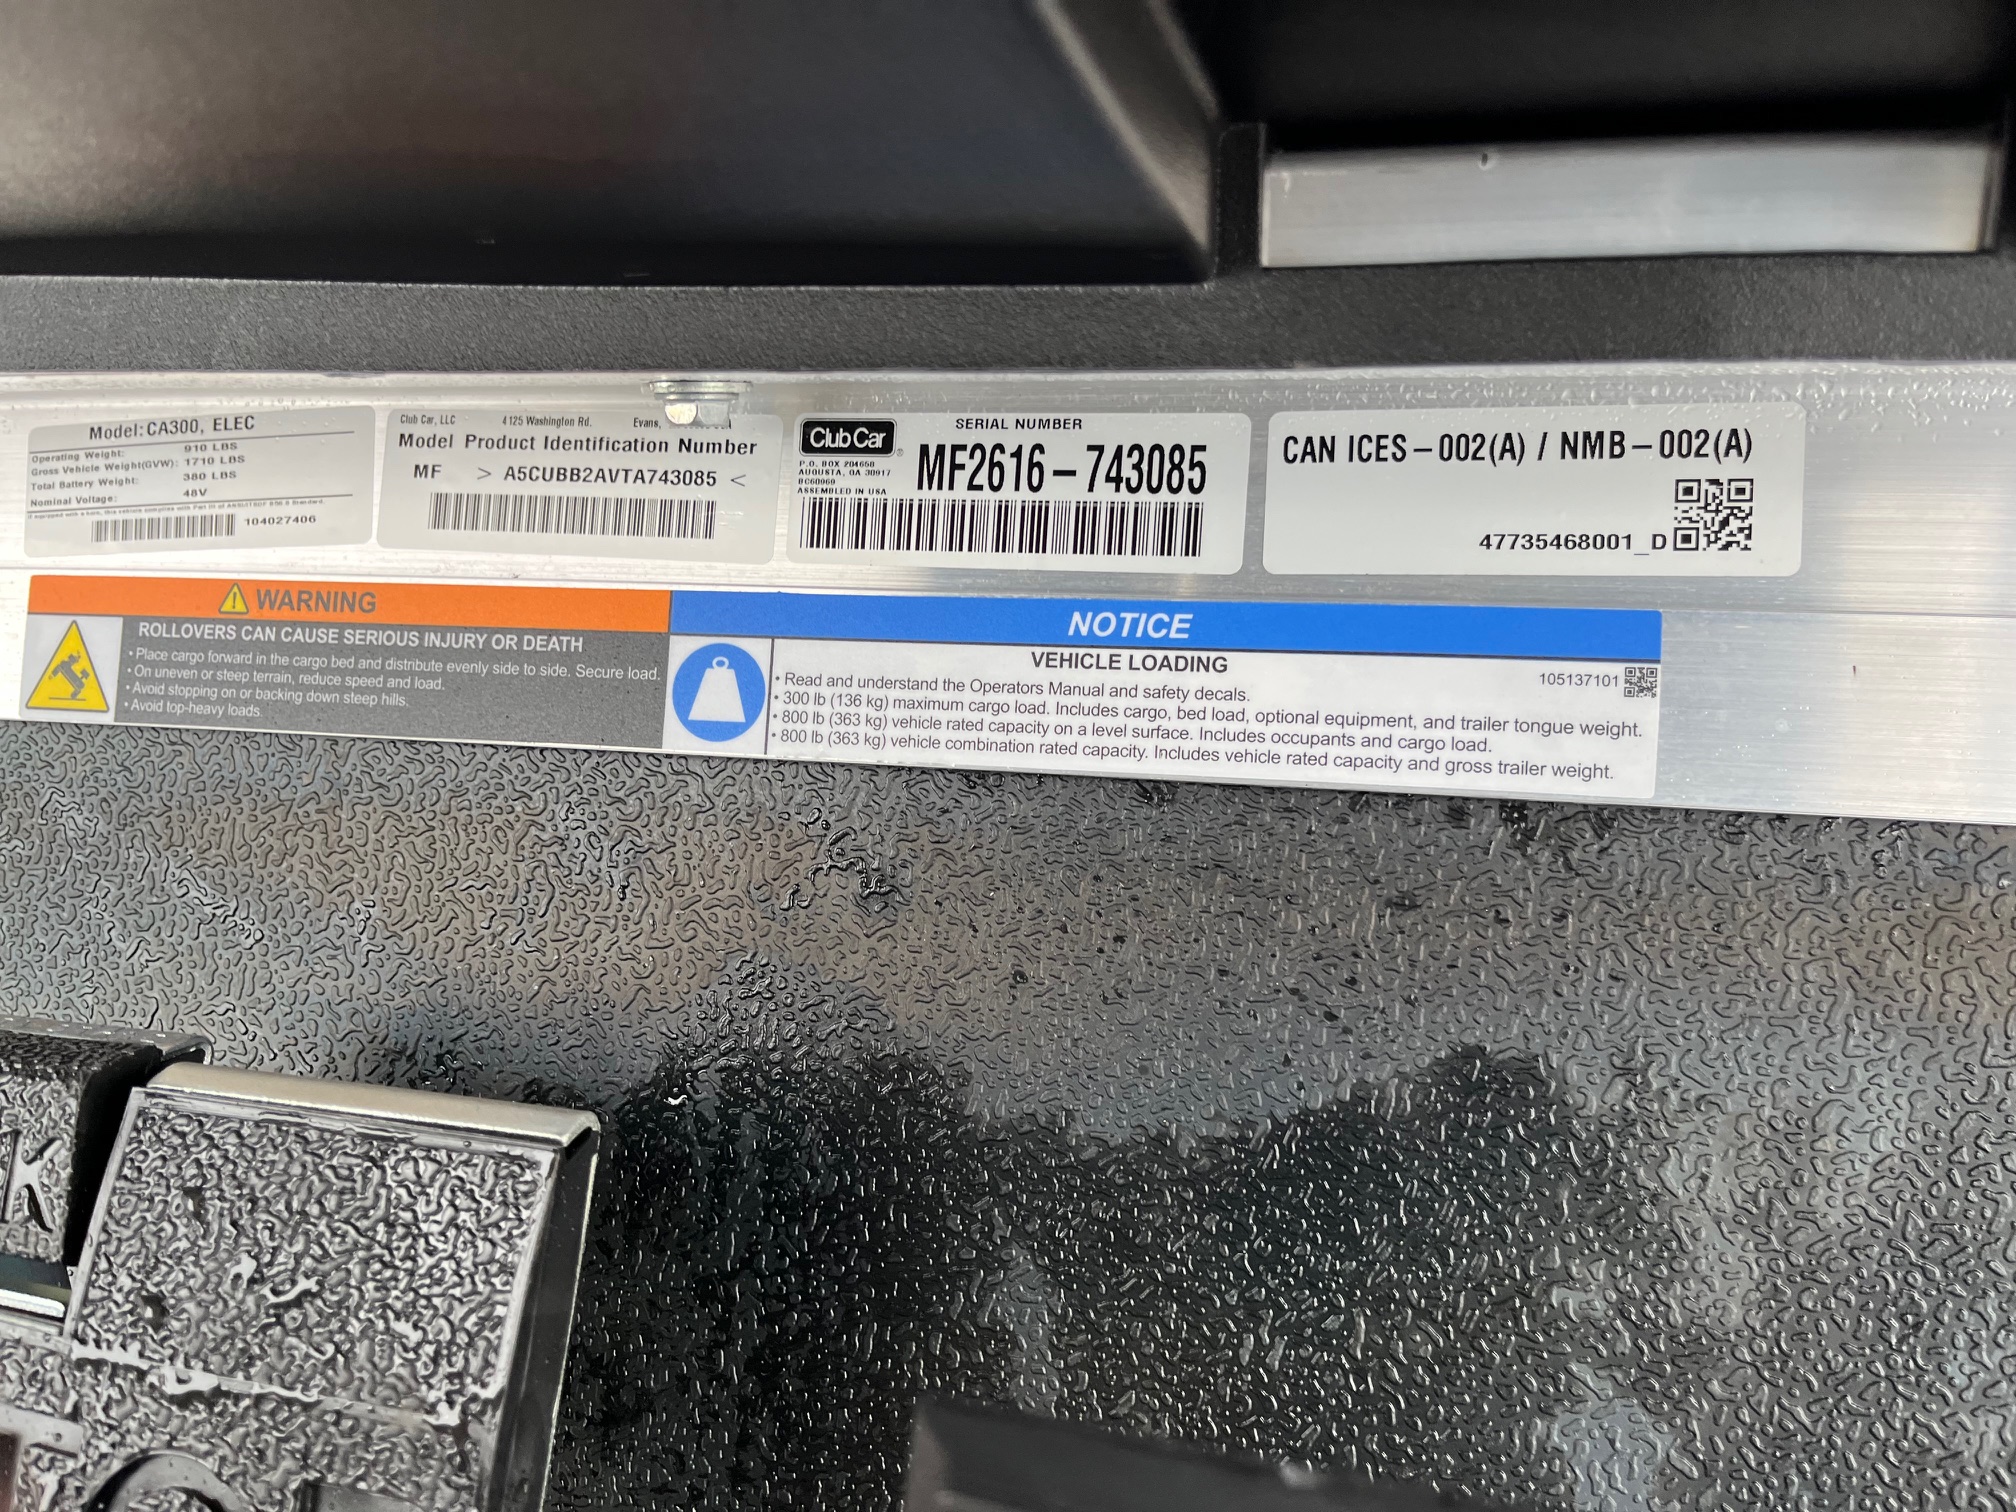 Model: CA300, ELEC
Operating Weight: 910 LBS
Gross Vehicle Weight(GVW): 1710 LBS
Total Battery Weight: 380 LBS
Nominal Voltage: 48V
104027406
Club Car, LLC 4125 Washington Rd. Evans,
Model Product Identification Number
MF > A5CUBB2AVTA743085 <
Club Car ®
SERIAL NUMBER
MF2616-743085
P.O. BOX 204658
AUGUSTA, GA 30917
ASSEMBLED IN USA
CAN ICES-002(A) / NMB-002(A)
47735468001_D
WARNING
ROLLOVERS CAN CAUSE SERIOUS INJURY OR DEATH
• Place cargo forward in the cargo bed and distribute evenly side to side. Secure load.
• On uneven or steep terrain, reduce speed and load.
• Avoid stopping on or backing down steep hills.
• Avoid top-heavy loads.
NOTICE
VEHICLE LOADING
105137101
• Read and understand the Operators Manual and safety decals.
• 300 lb (136 kg) maximum cargo load. Includes cargo, bed load, optional equipment, and trailer tongue weight.
• 800 lb (363 kg) vehicle rated capacity on a level surface. Includes occupants and cargo load.
• 800 lb (363 kg) vehicle combination rated capacity. Includes vehicle rated capacity and gross trailer weight.